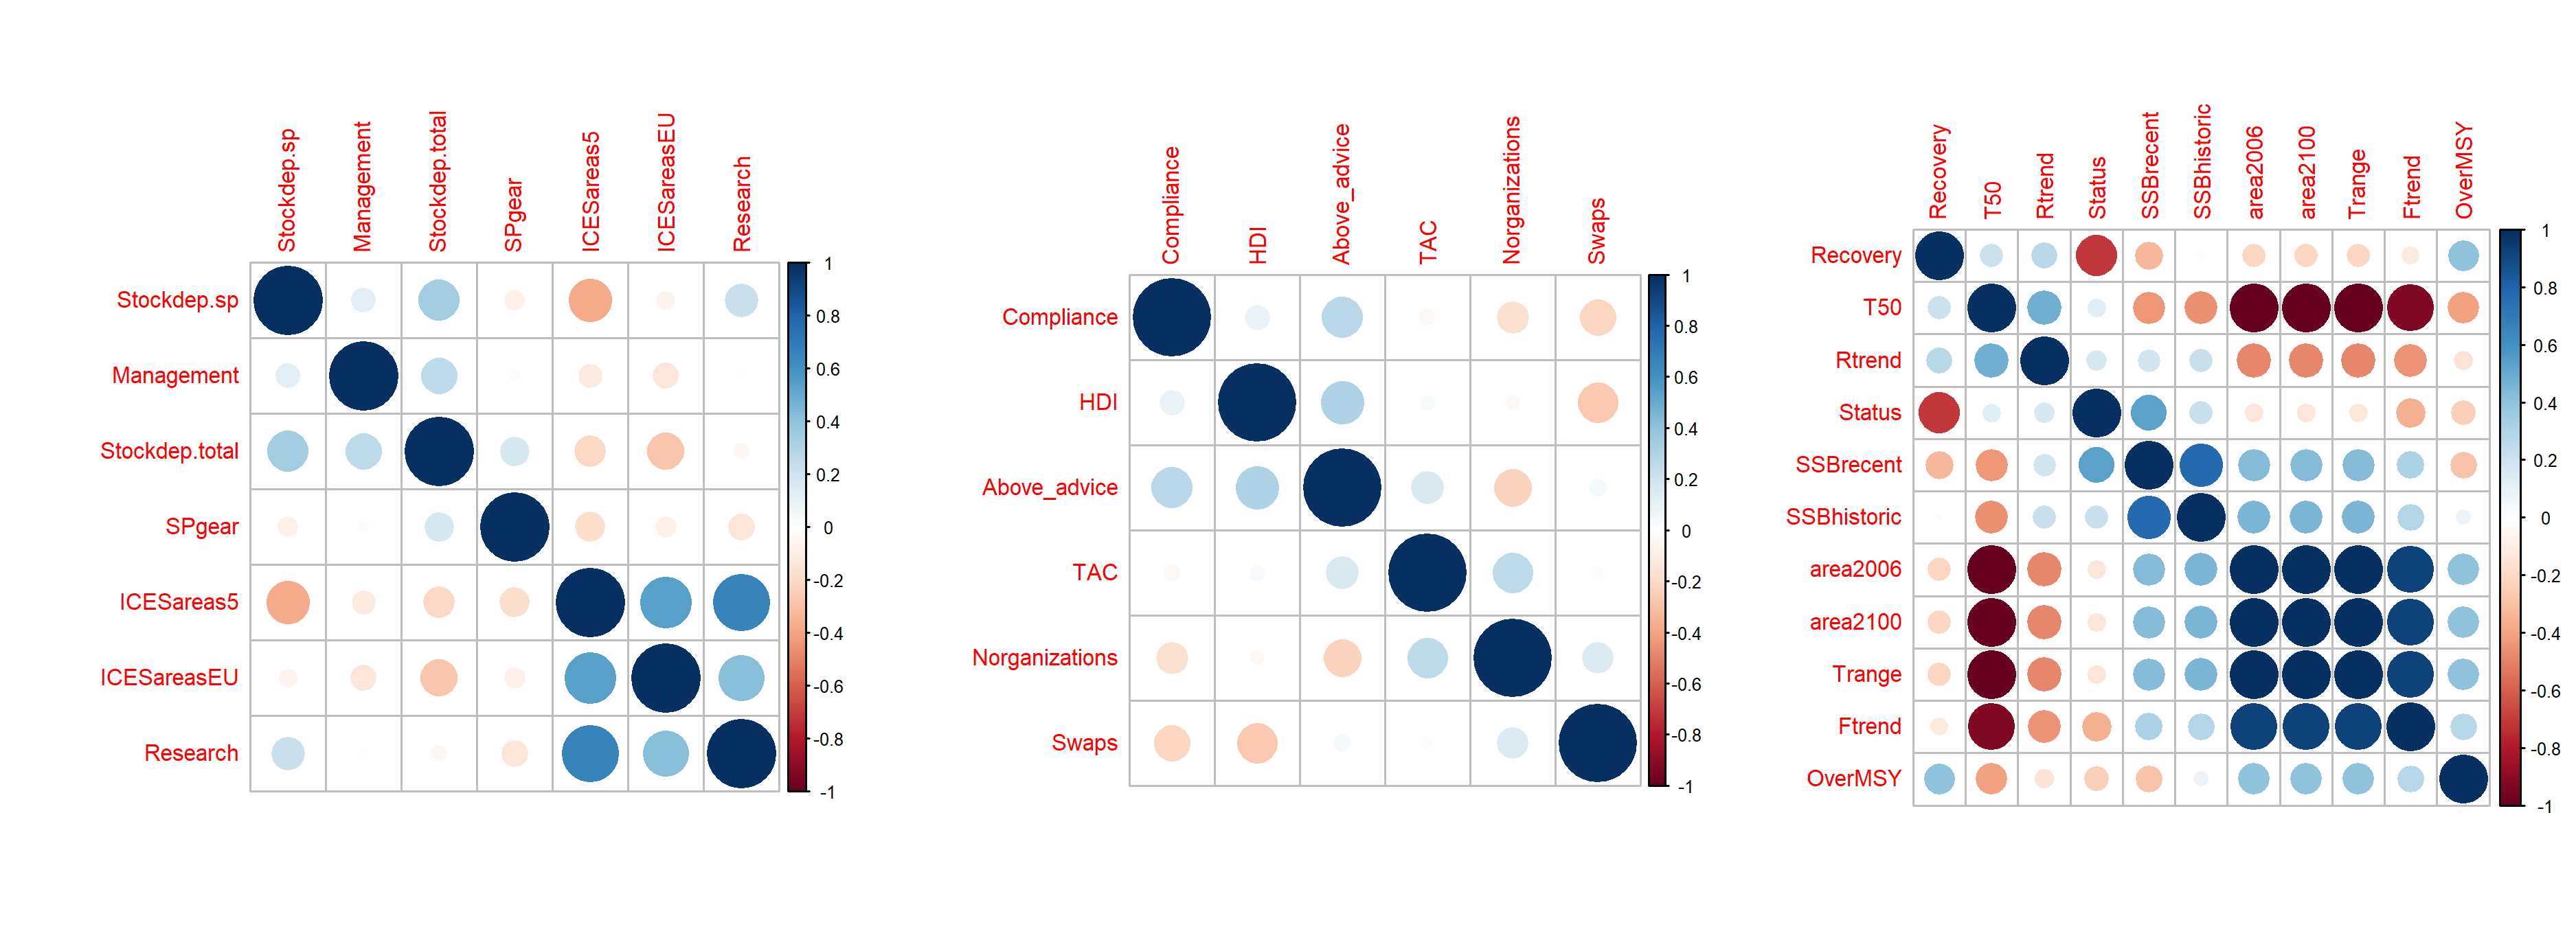 Stockdep.sp
Management
Stockdep.total
SPgear
ICESareas5
ICESareasEU
Research
Stockdep.sp
Management
Stockdep.total
SPgear
ICESareas5
ICESareasEU
Research
1
0.8
0.6
0.4
0.2
0
-0.2
-0.4
-0.6
-0.8
-1
Compliance
HDI
Above_advice
TAC
Norganizations
Swaps
Compliance
HDI
Above_advice
TAC
Norganizations
Swaps
1
0.8
0.6
0.4
0.2
0
-0.2
-0.4
-0.6
-0.8
-1
Recovery
T50
Rtrend
Status
SSBrecent
SSBhistoric
area2006
area2100
Trange
Ftrend
OverMSY
Recovery
T50
Rtrend
Status
SSBrecent
SSBhistoric
area2006
area2100
Trange
Ftrend
OverMSY
1
0.8
0.6
0.4
0.2
0
-0.2
-0.4
-0.6
-0.8
-1